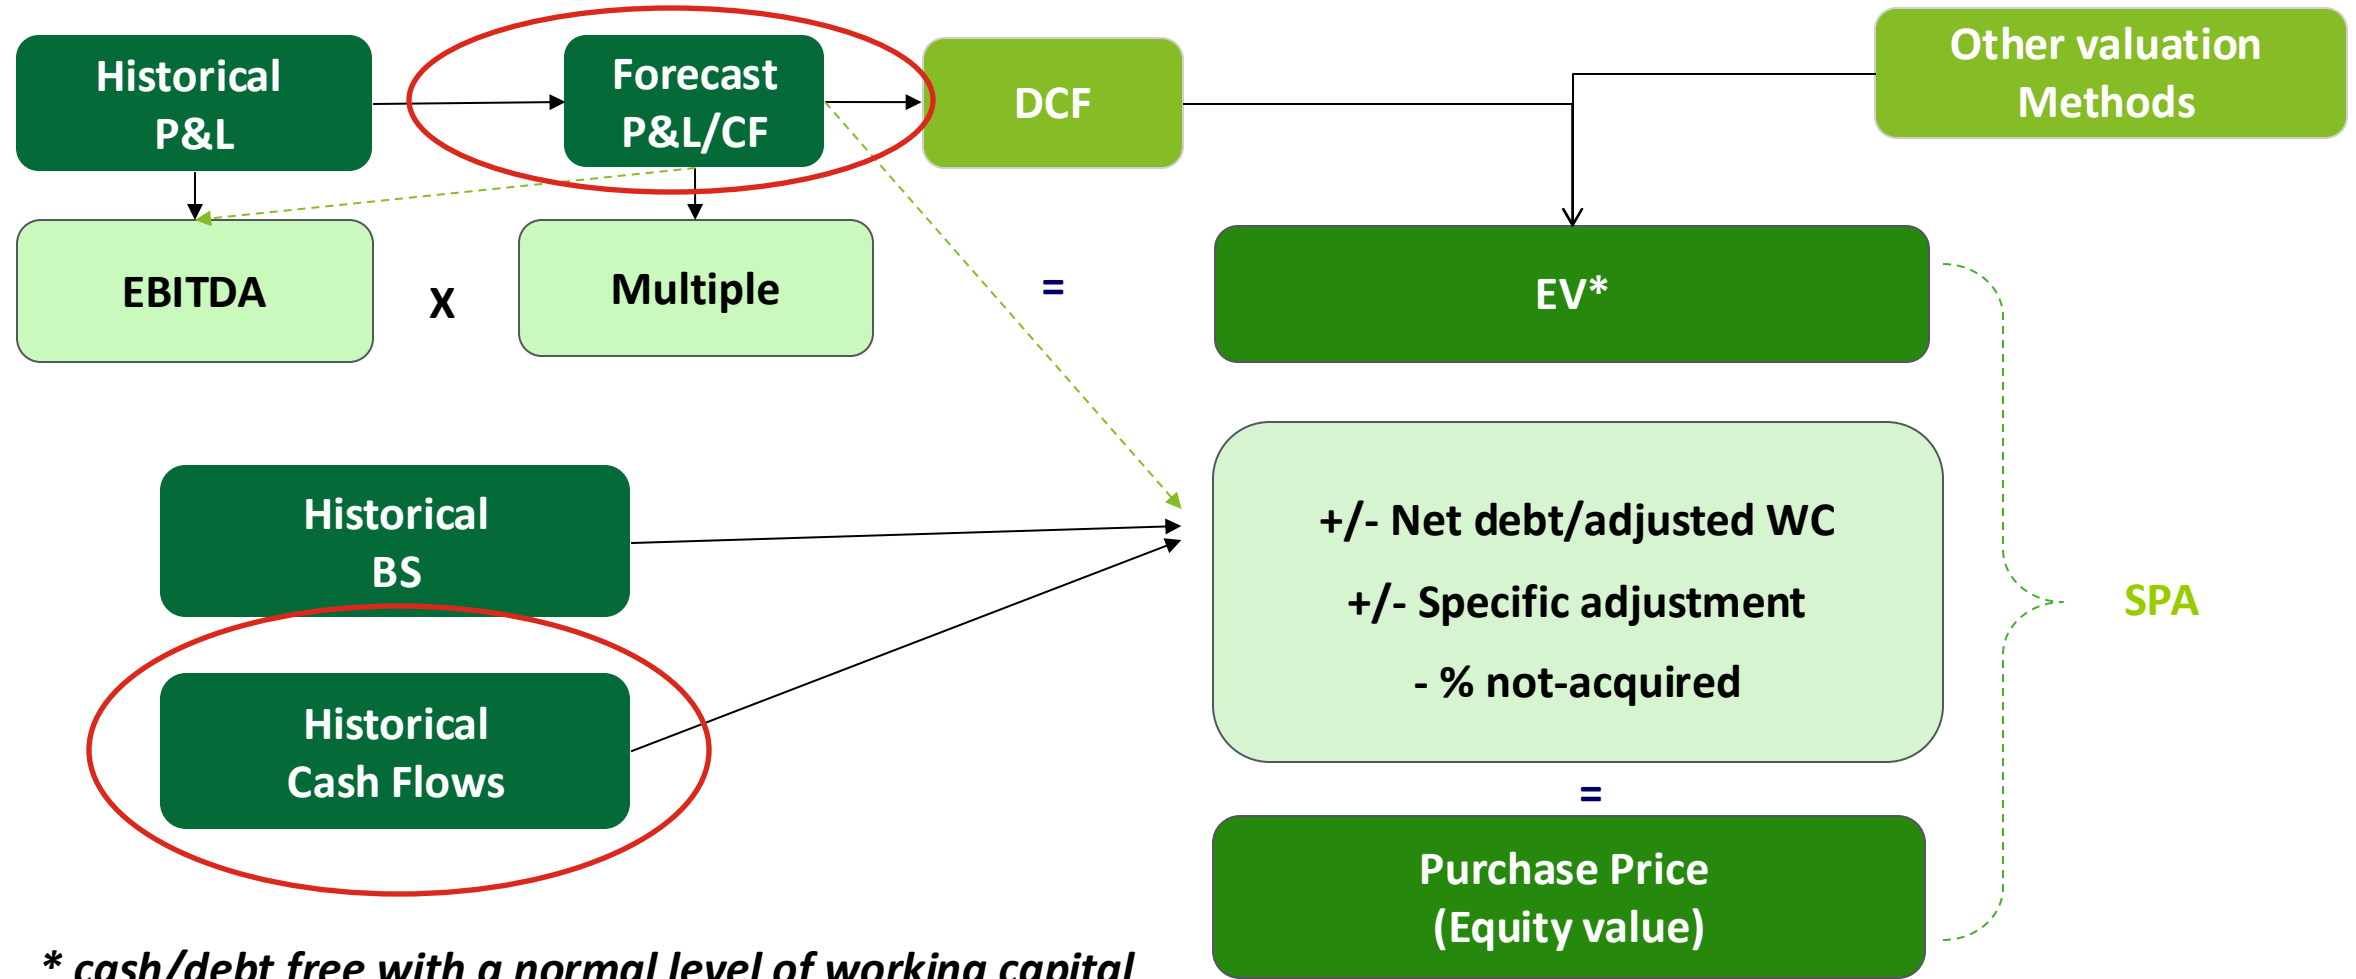 Historical
P&L
Forecast
P&L/CF
DCF
Other valuation
Methods
EBITDA
X
Multiple
=
EV*
Historical
BS
+/- Net debt/adjusted WC
+/- Specific adjustment
- % not-acquired
SPA
Historical
Cash Flows
=
Purchase Price
(Equity value)
* cash/debt free with a normal level of working capital